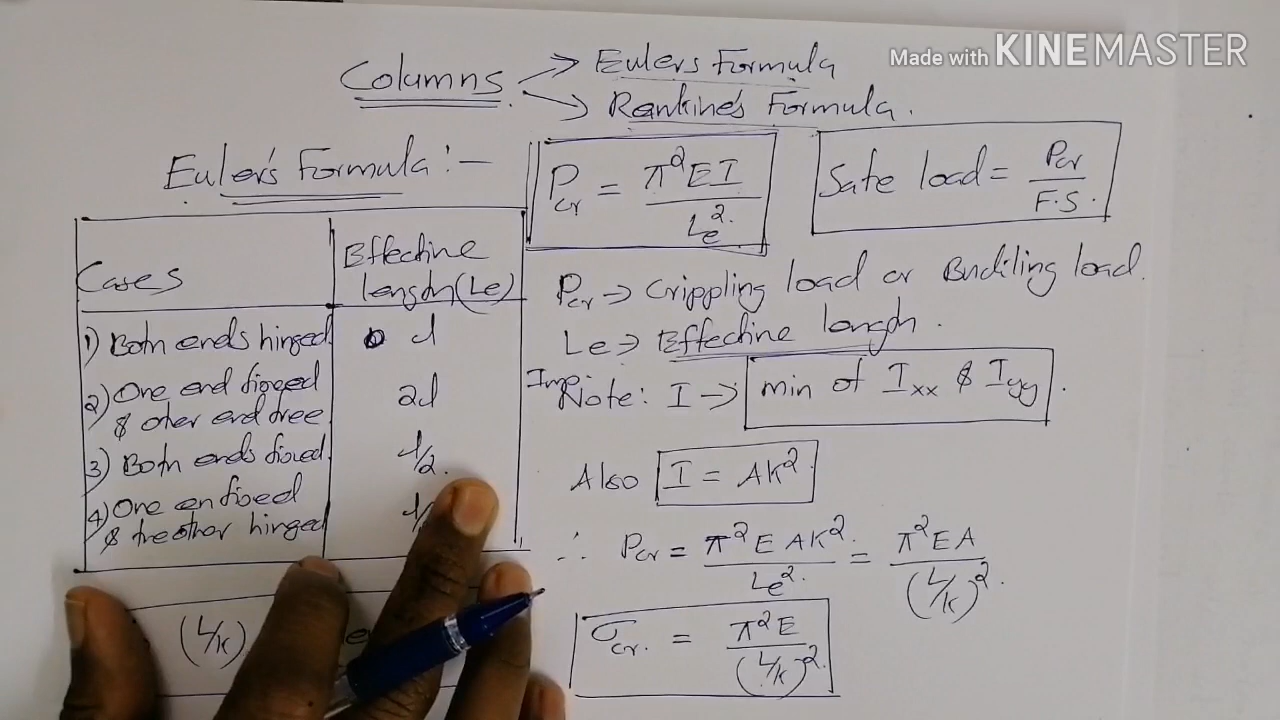 Made with KINEMASTER
Columns → Eulers Formula
→ Rankine's Formula.
Euler's Formula :—
Pcr = π²EI / Le²
Safe load = Pcr / F.S.
Cases | Effective length (Le)
1) Both ends hinged | l
2) One end fixed & other end free | 2l
3) Both ends fixed | l/2
4) One en fixed & the other hinged
(L/K)
Pcr → Crippling load or Buckling load.
Le → Effective length.
Imp. Note: I → min of Ixx & Iyy.
Also I = AK²
∴ Pcr = π²E AK² / Le² = π²EA / (L/K)²
σcr. = π²E / (L/K)²